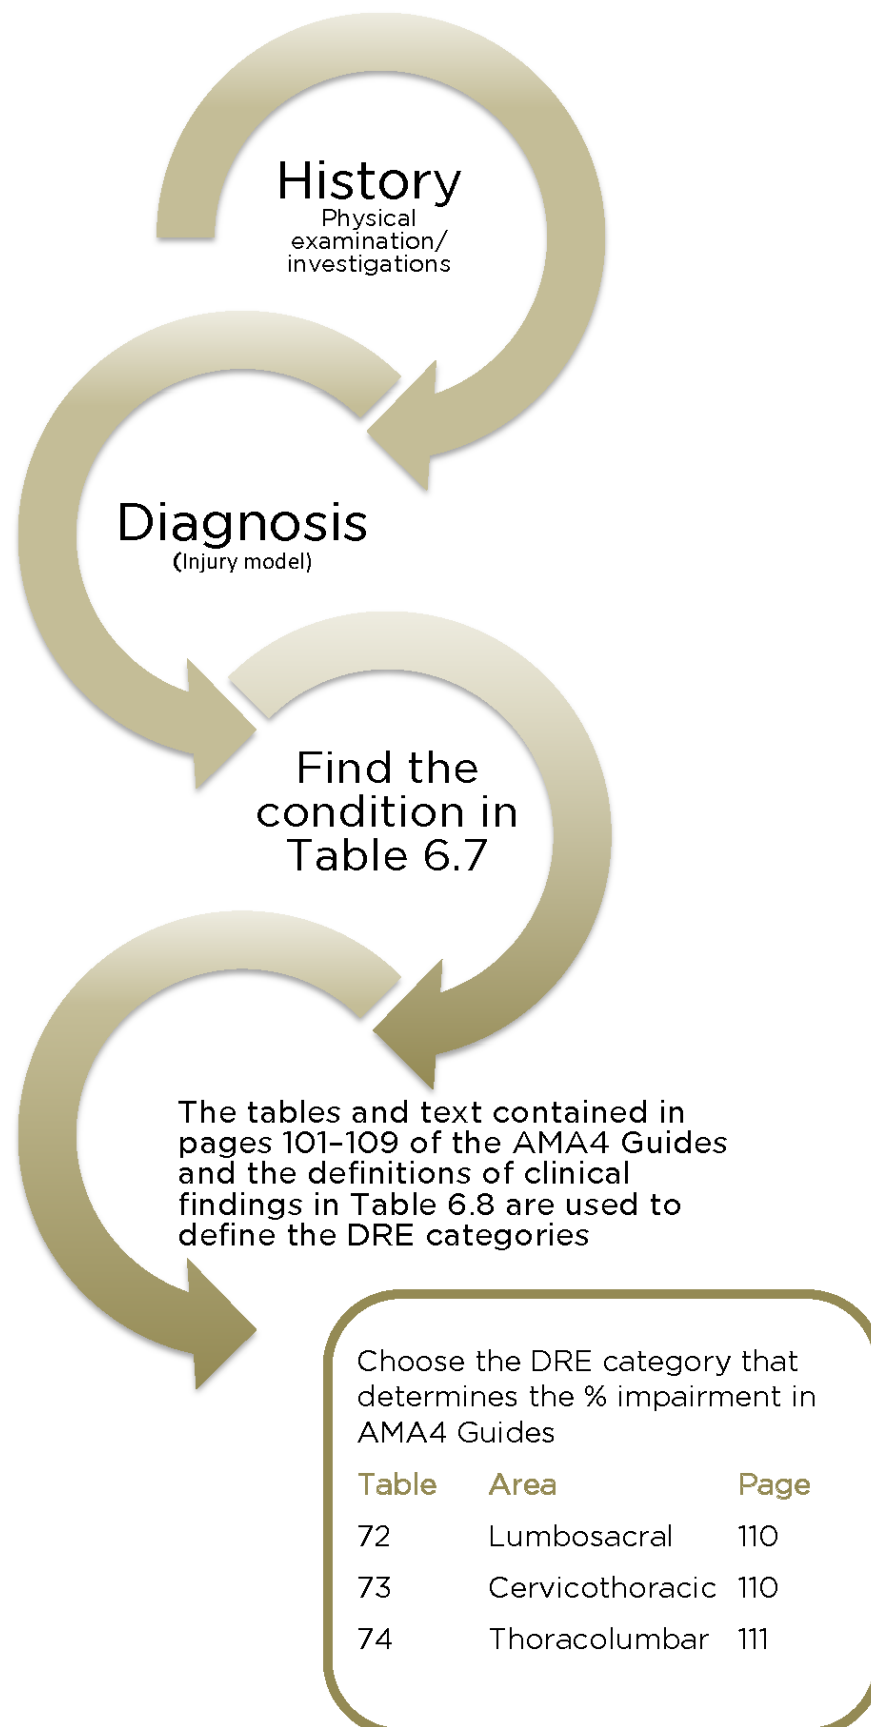 History
Physical
examination/
investigations
Diagnosis
(Injury model)
Find the
condition in
Table 6.7
The tables and text contained in
pages 101–109 of the AMA4 Guides
and the definitions of clinical
findings in Table 6.8 are used to
define the DRE categories
Choose the DRE category that
determines the % impairment in
AMA4 Guides
Table Area Page
72 Lumbosacral 110
73 Cervicothoracic 110
74 Thoracolumbar 111